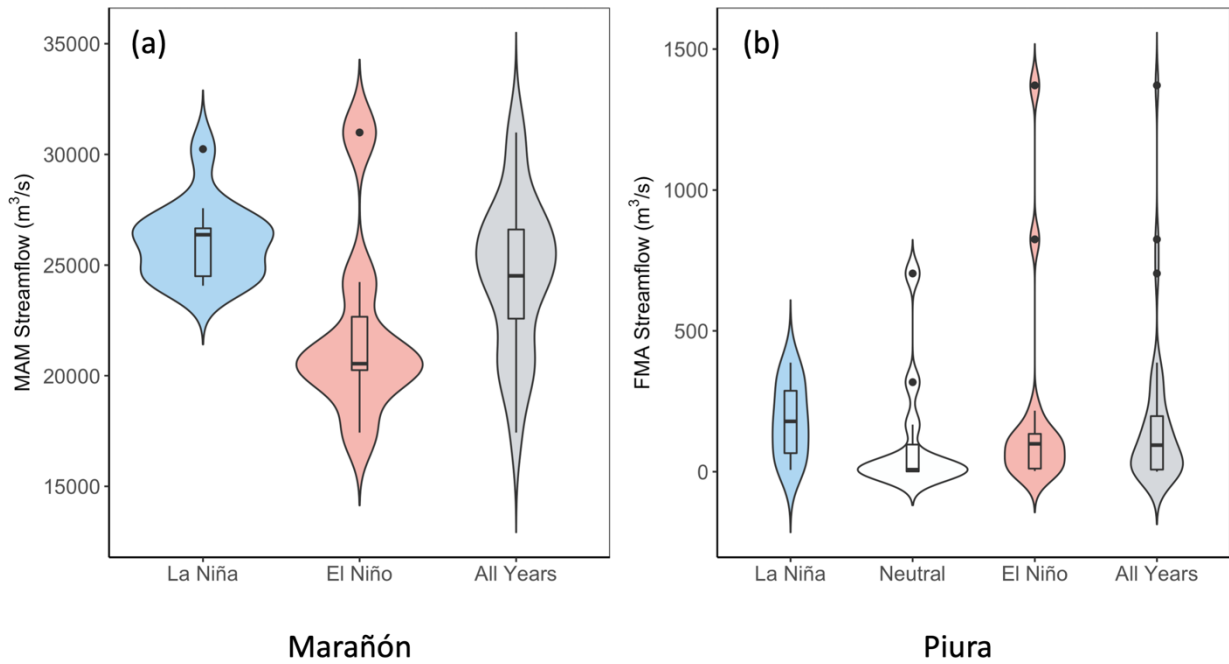 (a)
MAM Streamflow (m³/s)
35000
30000
25000
20000
15000
La Niña El Niño All Years
Marañón
(b)
FMA Streamflow (m³/s)
1500
1000
500
0
La Niña Neutral El Niño All Years
Piura